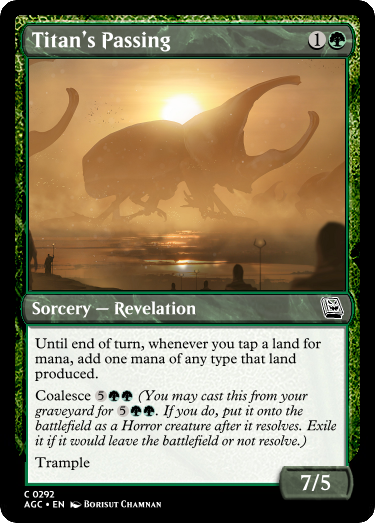 Titan's Passing 1
Sorcery — Revelation
Until end of turn, whenever you tap a land for
mana, add one mana of any type that land
produced.
Coalesce 5 (You may cast this from your
graveyard for 5. If you do, put it onto the
battlefield as a Horror creature after it resolves. Exile
it if it would leave the battlefield or not resolve.)
Trample
7/5
C 0292
AGC • EN Borisut Chamnan